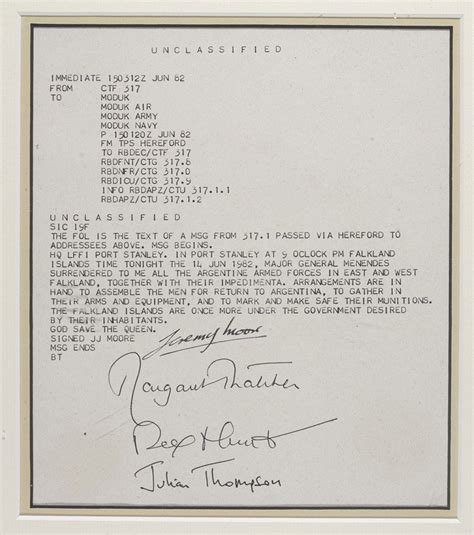 UNCLASSIFIED
IMMEDIATE 150312Z JUN 82
FROM CTF 317
TO MODUK
MODUK AIR
MODUK ARMY
MODUK NAVY
P 150120Z JUN 82
FM TPS HEREFORD
TO RBDEC/CTF 317
RBDFNT/CTG 317.8
RBDNFR/CTG 317.0
RBDICU/CTG 317.9
INFO RBDAPZ/CTU 317.1.1
RBDAPZ/CTU 317.1.2
UNCLASSIFIED
SIC 19F
THE FOL IS THE TEXT OF A MSG FROM 317.1 PASSED VIA HEREFORD TO
ADDRESSEES ABOVE. MSG BEGINS.
HQ LFFI PORT STANLEY. IN PORT STANLEY AT 9 OCLOCK PM FALKLAND
ISLANDS TIME TONIGHT THE 14 JUN 1982, MAJOR GENERAL MENENDES
SURRENDERED TO ME ALL THE ARGENTINE ARMED FORCES IN EAST AND WEST
FALKLAND, TOGETHER WITH THEIR IMPEDIMENTA. ARRANGEMENTS ARE IN
HAND TO ASSEMBLE THE MEN FOR RETURN TO ARGENTINA, TO GATHER IN
THEIR ARMS AND EQUIPMENT, AND TO MARK AND MAKE SAFE THEIR MUNITIONS.
THE FALKLAND ISLANDS ARE ONCE MORE UNDER THE GOVERNMENT DESIRED
BY THEIR INHABITANTS.
GOD SAVE THE QUEEN.
SIGNED JJ MOORE
MSG ENDS
BT
Jeremy Moore
Margaret Thatcher
Rex Hunt
Julian Thompson